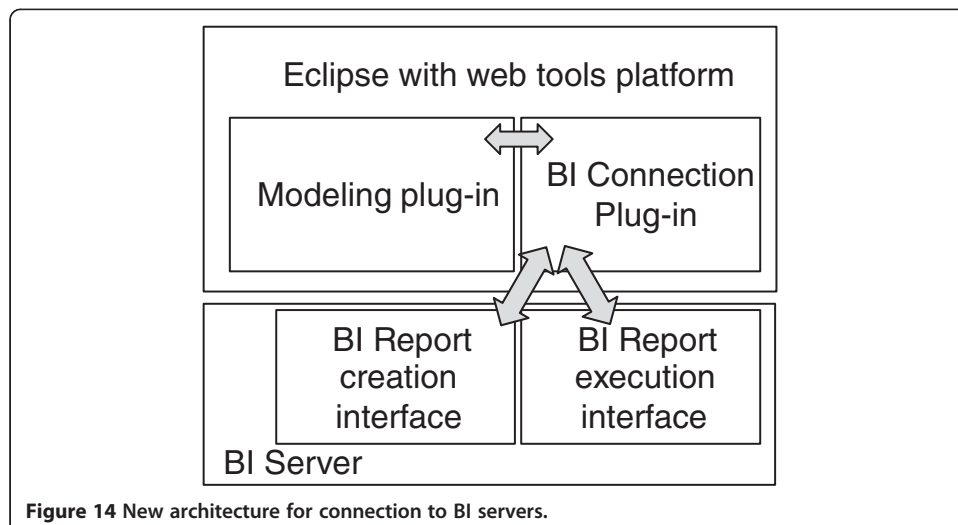 Eclipse with web tools platform
Modeling plug-in
BI Connection
Plug-in
BI Report
creation
interface
BI Report
execution
interface
BI Server
Figure 14 New architecture for connection to BI servers.